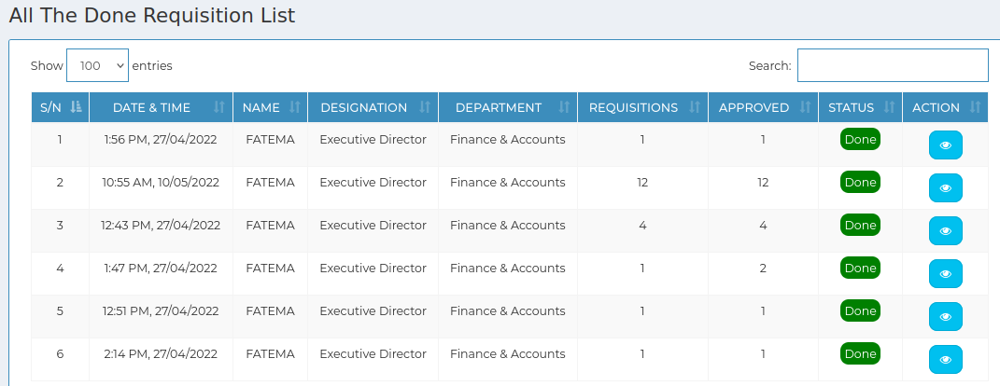 All The Done Requisition List
Show 100 entries Search:
S/N DATE & TIME NAME DESIGNATION DEPARTMENT REQUISITIONS APPROVED STATUS ACTION
1 1:56 PM, 27/04/2022 FATEMA Executive Director Finance & Accounts 1 1 Done
2 10:55 AM, 10/05/2022 FATEMA Executive Director Finance & Accounts 12 12 Done
3 12:43 PM, 27/04/2022 FATEMA Executive Director Finance & Accounts 4 4 Done
4 1:47 PM, 27/04/2022 FATEMA Executive Director Finance & Accounts 1 2 Done
5 12:51 PM, 27/04/2022 FATEMA Executive Director Finance & Accounts 1 1 Done
6 2:14 PM, 27/04/2022 FATEMA Executive Director Finance & Accounts 1 1 Done